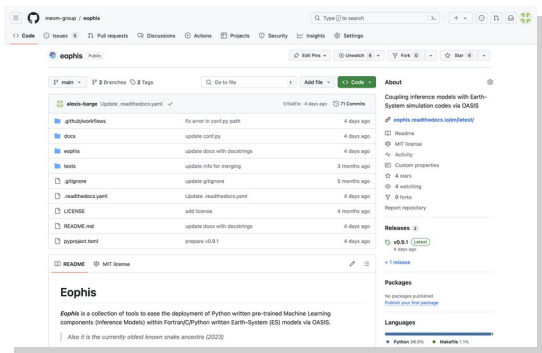 meom-group / eophis
Type / to search
Code
Issues 5
Pull requests
Discussions
Actions
Projects
Security
Insights
Settings
eophis Public
Edit Pins
Unwatch 4
Fork 0
Star 4
main
2 Branches
2 Tags
Go to file
t
Add file
Code
About
alexis-barge Update .readthedocs.yaml
4 days ago
71 Commits
Coupling inference models with Earth-
System simulation codes via OASIS
.github/workflows
fix error in conf.py path
4 days ago
docs
update conf.py
4 days ago
eophis.readthedocs.io/en/latest/
eophis
update docs with docstrings
4 days ago
Readme
tests
update info for merging
3 months ago
MIT license
.gitignore
update gitignore
5 months ago
Activity
Custom properties
.readthedocs.yaml
Update .readthedocs.yaml
4 days ago
4 stars
LICENSE
add license
4 months ago
4 watching
README.md
update docs with docstrings
4 days ago
0 forks
pyproject.toml
prepare v0.9.1
4 days ago
Report repository
README
MIT license
Releases 2
v0.9.1 Latest
4 days ago
+ 1 release
Eophis
Packages
No packages published
Publish your first package
Eophis is a collection of tools to ease the deployment of Python written pre-trained Machine Learning
components (Inference Models) within Fortran/C/Python written Earth-System (ES) models via OASIS.
Also it is the currently oldest known snake ancestra (2023)
Languages
Python 98.9%
Makefile 1.1%